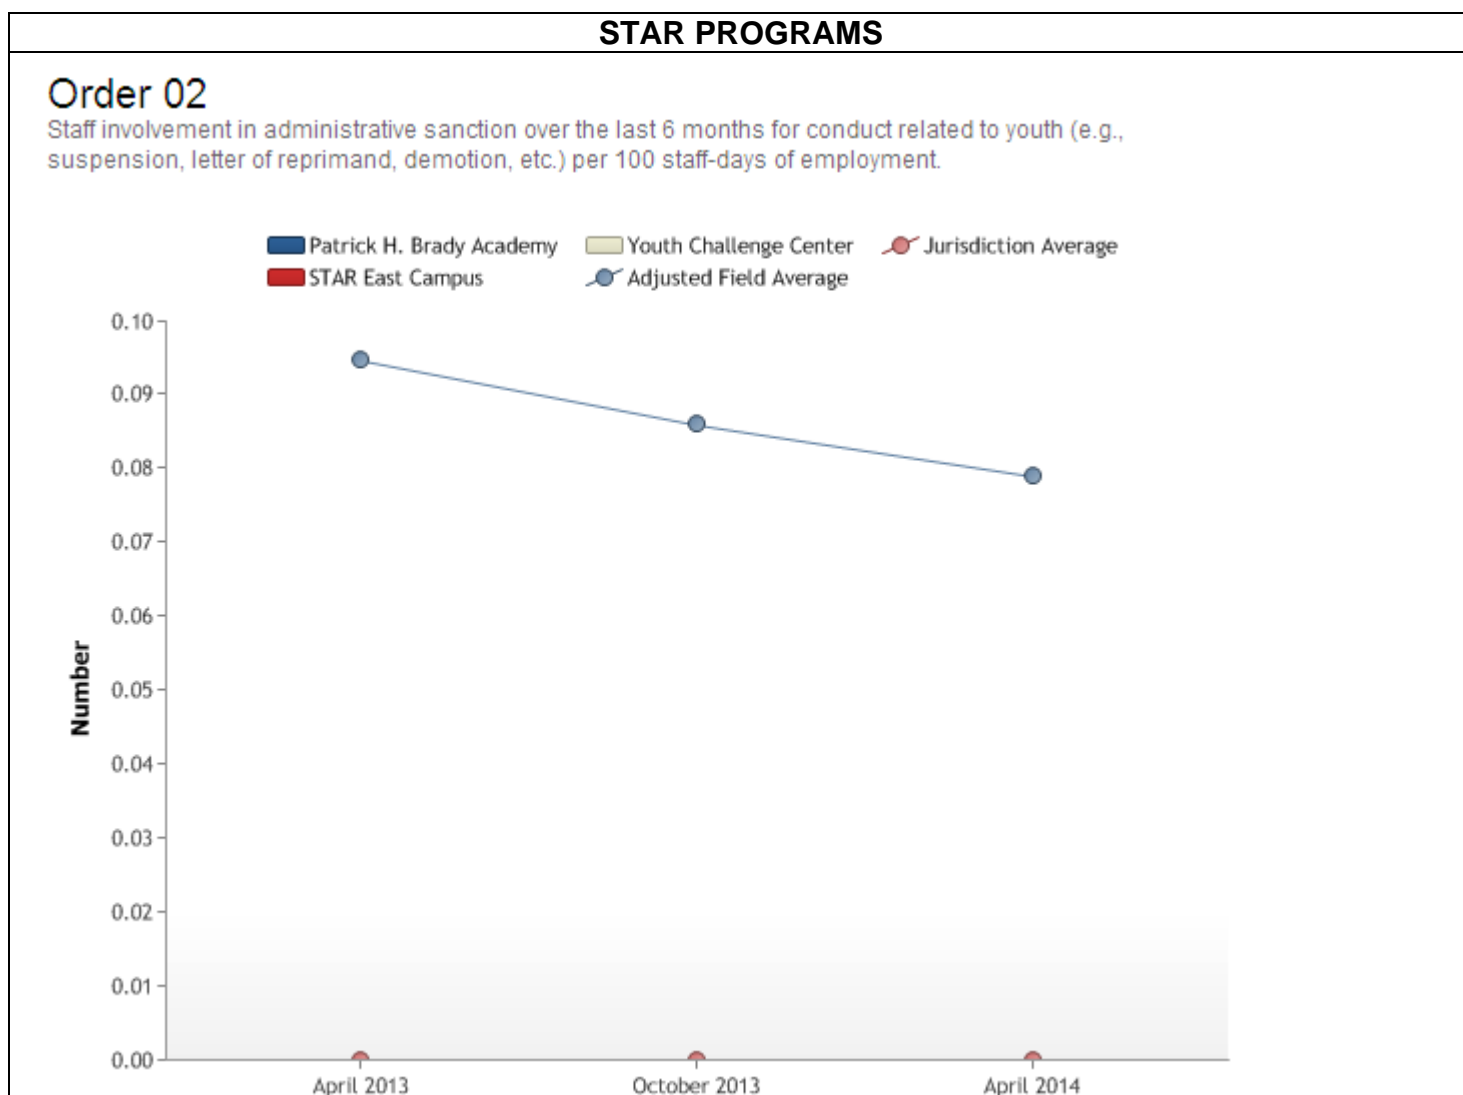 STAR PROGRAMS
Order 02
Staff involvement in administrative sanction over the last 6 months for conduct related to youth (e.g.,
suspension, letter of reprimand, demotion, etc.) per 100 staff-days of employment.
Patrick H. Brady Academy Youth Challenge Center Jurisdiction Average
STAR East Campus Adjusted Field Average
0.10
0.09
0.08
0.07
0.06
0.05
0.04
0.03
0.02
0.01
0.00
Number
April 2013 October 2013 April 2014